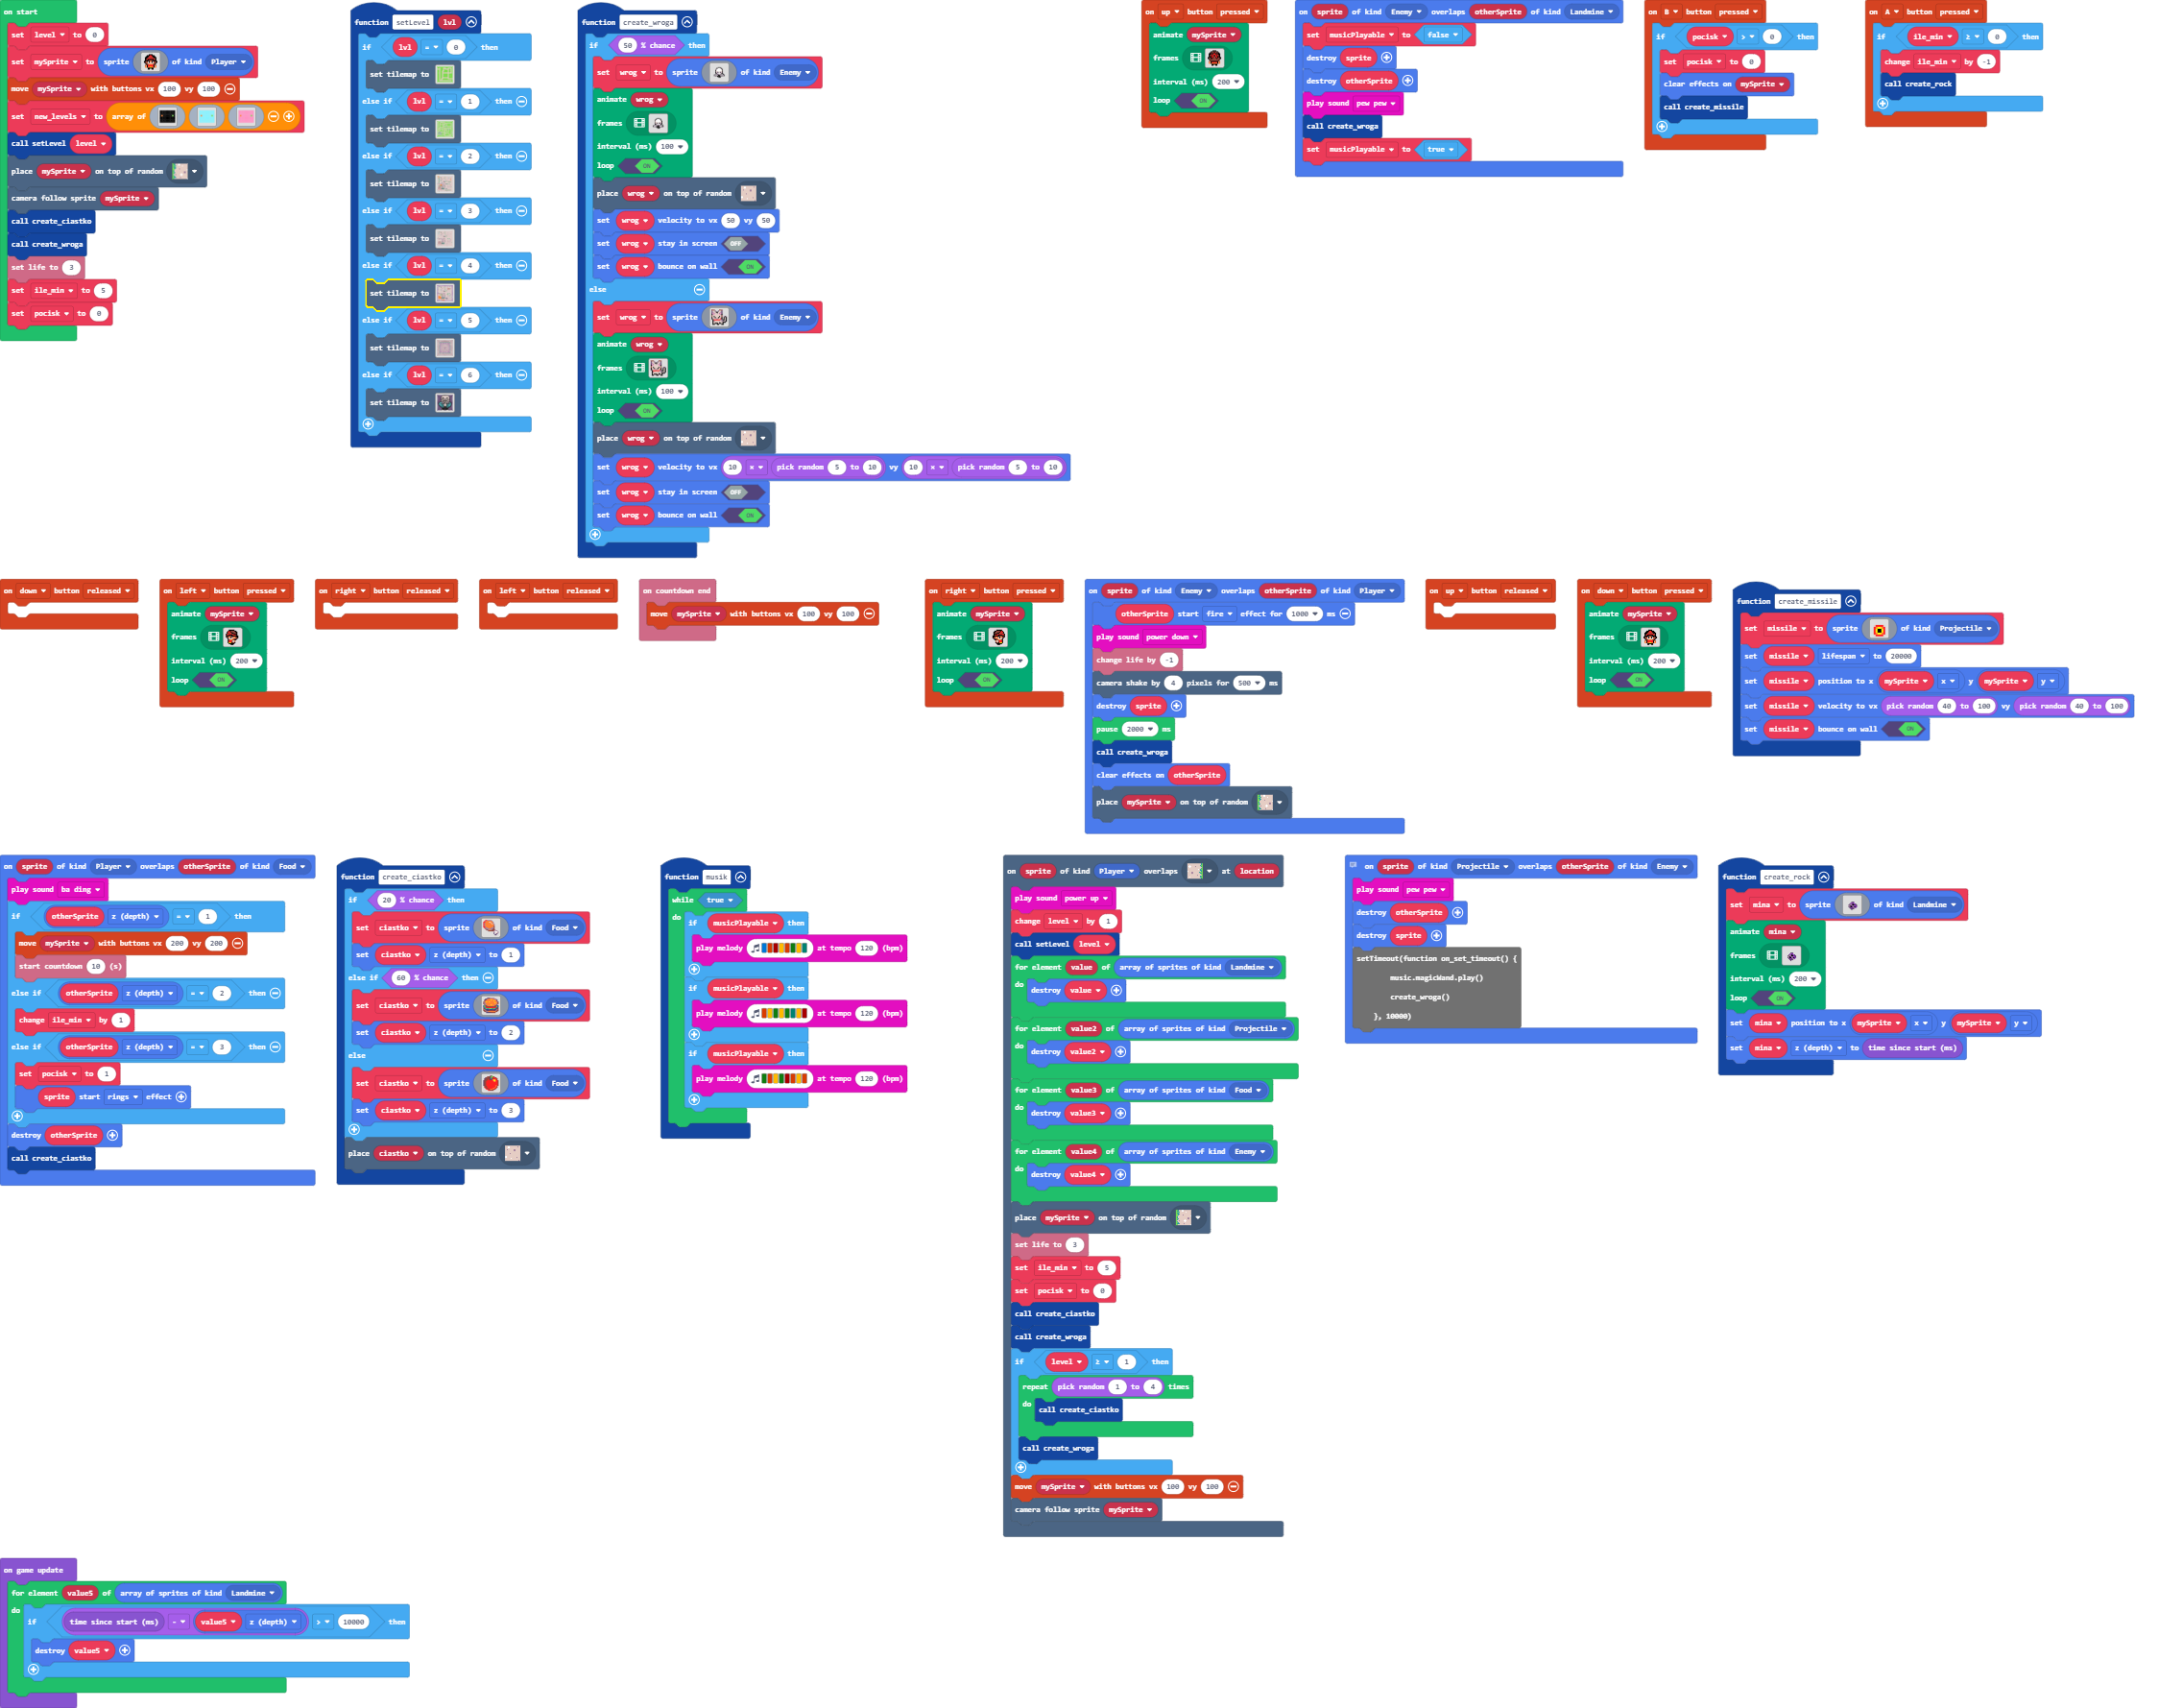 on start
set level to 0
set mySprite to sprite of kind Player
move mySprite with buttons vx 100 vy 100
set new_levels to array of
call setLevel level
place mySprite on top of random
camera follow sprite mySprite
call create_ciastko
call create_wroga
set life to 3
set ile_min to 5
set pocisk to 0
function setLevel lvl
if lvl = 0 then
set tilemap to
else if lvl = 1 then
set tilemap to
else if lvl = 2 then
set tilemap to
else if lvl = 3 then
set tilemap to
else if lvl = 4 then
set tilemap to
else if lvl = 5 then
set tilemap to
else if lvl = 6 then
set tilemap to
function create_wroga
if 50 % chance then
set wrog to sprite of kind Enemy
animate wrog
frames
interval (ms) 100
loop ON
place wrog on top of random
set wrog velocity to vx 50 vy 50
set wrog stay in screen OFF
set wrog bounce on wall ON
else
set wrog to sprite of kind Enemy
animate wrog
frames
interval (ms) 100
loop ON
place wrog on top of random
set wrog velocity to vx 10 x pick random 5 to 10 vy 10 x pick random 5 to 10
set wrog stay in screen OFF
set wrog bounce on wall ON
on up button pressed
animate mySprite
frames
interval (ms) 200
loop ON
on sprite of kind Enemy overlaps otherSprite of kind Landmine
set musicPlayable to false
destroy sprite
destroy otherSprite
play sound pew pew
call create_wroga
set musicPlayable to true
on B button pressed
if pocisk > 0 then
set pocisk to 0
clear effects on mySprite
call create_missile
on A button pressed
if ile_min ≥ 0 then
change ile_min by -1
call create_rock
on down button released
on left button pressed
animate mySprite
frames
interval (ms) 200
loop ON
on right button released
on left button released
on countdown end
move mySprite with buttons vx 100 vy 100
on right button pressed
animate mySprite
frames
interval (ms) 200
loop ON
on sprite of kind Enemy overlaps otherSprite of kind Player
otherSprite start fire effect for 1000 ms
play sound power down
change life by -1
camera shake by 4 pixels for 500 ms
destroy sprite
pause 2000 ms
call create_wroga
clear effects on otherSprite
place mySprite on top of random
on up button released
on down button pressed
animate mySprite
frames
interval (ms) 200
loop ON
function create_missile
set missile to sprite of kind Projectile
set missile lifespan to 20000
set missile position to x mySprite x y mySprite y
set missile velocity to vx pick random 40 to 100 vy pick random 40 to 100
set missile bounce on wall ON
on sprite of kind Player overlaps otherSprite of kind Food
play sound ba ding
if otherSprite z (depth) = 1 then
move mySprite with buttons vx 200 vy 200
start countdown 10 (s)
else if otherSprite z (depth) = 2 then
change ile_min by 1
else if otherSprite z (depth) = 3 then
set pocisk to 1
sprite start rings effect
destroy otherSprite
call create_ciastko
function create_ciastko
if 20 % chance then
set ciastko to sprite of kind Food
set ciastko z (depth) to 1
else if 60 % chance then
set ciastko to sprite of kind Food
set ciastko z (depth) to 2
else
set ciastko to sprite of kind Food
set ciastko z (depth) to 3
place ciastko on top of random
function musik
while true
do if musicPlayable then
play melody at tempo 120 (bpm)
if musicPlayable then
play melody at tempo 120 (bpm)
if musicPlayable then
play melody at tempo 120 (bpm)
on sprite of kind Player overlaps at location
play sound power up
change level by 1
call setLevel level
for element value of array of sprites of kind Landmine
do destroy value
for element value2 of array of sprites of kind Projectile
do destroy value2
for element value3 of array of sprites of kind Food
do destroy value3
for element value4 of array of sprites of kind Enemy
do destroy value4
place mySprite on top of random
set life to 3
set ile_min to 5
set pocisk to 0
call create_ciastko
call create_wroga
if level ≥ 1 then
repeat pick random 1 to 4 times
do call create_ciastko
call create_wroga
move mySprite with buttons vx 100 vy 100
camera follow sprite mySprite
on sprite of kind Projectile overlaps otherSprite of kind Enemy
play sound pew pew
destroy otherSprite
destroy sprite
setTimeout(function on_set_timeout() {
music.magicWand.play()
create_wroga()
}, 10000)
function create_rock
set mina to sprite of kind Landmine
animate mina
frames
interval (ms) 200
loop ON
set mina position to x mySprite x y mySprite y
set mina z (depth) to time since start (ms)
on game update
for element value5 of array of sprites of kind Landmine
do if time since start (ms) - value5 z (depth) > 10000 then
destroy value5